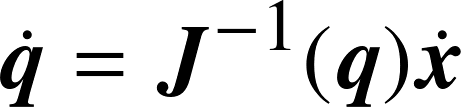 q̇ = J⁻¹(q)ẋ